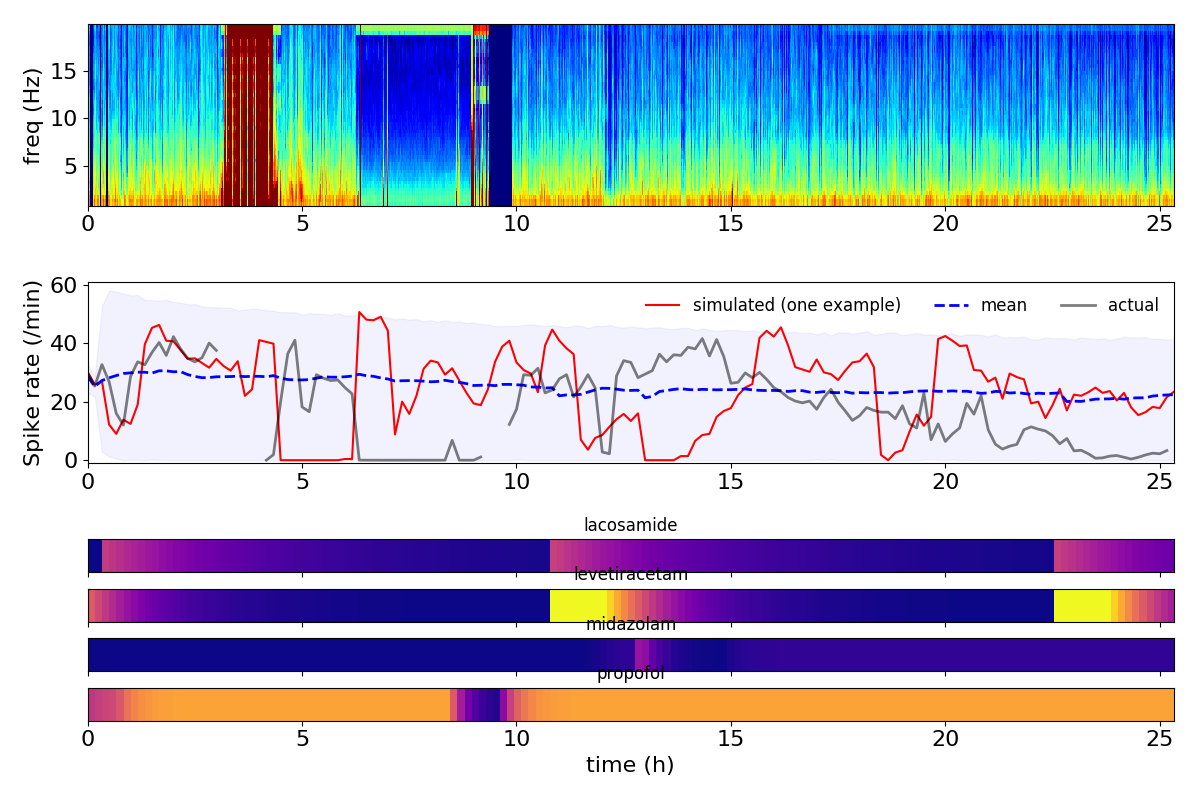 freq (Hz)
15
10
5
0 5 10 15 20 25
Spike rate (/min)
60
40
20
0
simulated (one example) mean actual
0 5 10 15 20 25
lacosamide
levetiracetam
midazolam
propofol
0 5 10 15 20 25
time (h)